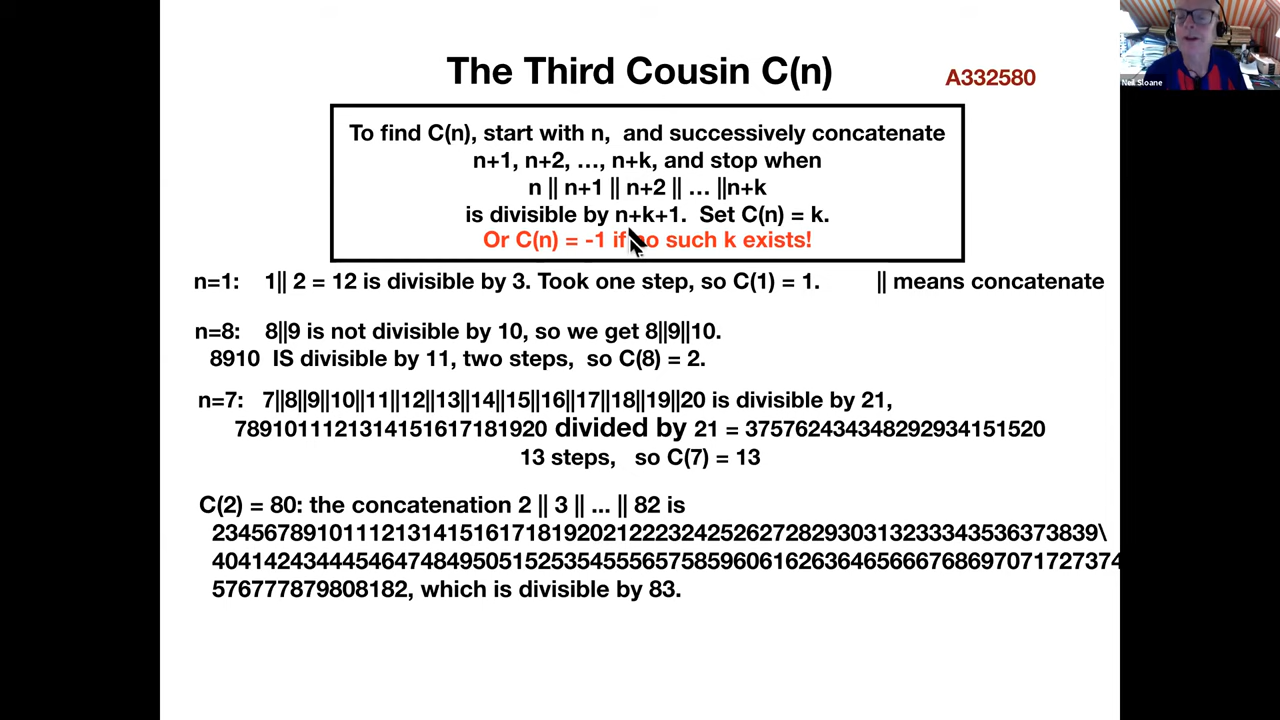 The Third Cousin C(n)
A332580
Neil Sloane
To find C(n), start with n, and successively concatenate
n+1, n+2, …, n+k, and stop when
n || n+1 || n+2 || … ||n+k
is divisible by n+k+1. Set C(n) = k.
Or C(n) = -1 if no such k exists!
n=1: 1|| 2 = 12 is divisible by 3. Took one step, so C(1) = 1. || means concatenate
n=8: 8||9 is not divisible by 10, so we get 8||9||10.
8910 IS divisible by 11, two steps, so C(8) = 2.
n=7: 7||8||9||10||11||12||13||14||15||16||17||18||19||20 is divisible by 21,
7891011121314151617181920 divided by 21 = 375762434348292934151520
13 steps, so C(7) = 13
C(2) = 80: the concatenation 2 || 3 || ... || 82 is
23456789101112131415161718192021222324252627282930313233343536373839\
4041424344454647484950515253545556575859606162636465666768697071727374
576777879808182, which is divisible by 83.